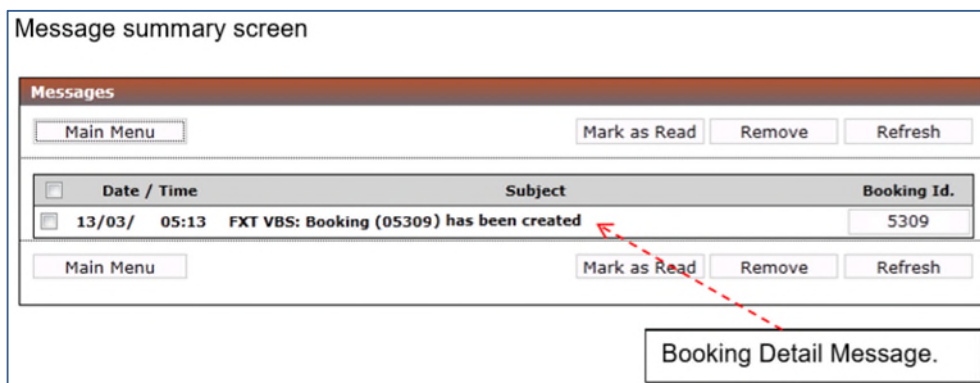 Message summary screen
Messages
Main Menu Mark as Read Remove Refresh
Date / Time Subject Booking Id.
13/03/ 05:13 FXT VBS: Booking (05309) has been created 5309
Main Menu Mark as Read Remove Refresh
Booking Detail Message.